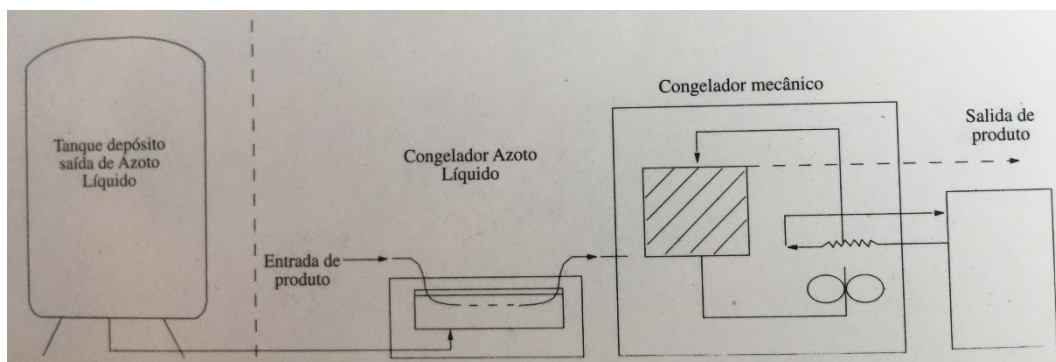 Tanque depósito
saída de Azoto
Líquido
Entrada de
produto
Congelador Azoto
Líquido
Congelador mecânico
Salida de
produto